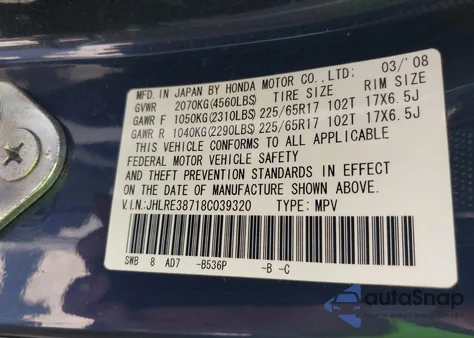 MFD. IN JAPAN BY HONDA MOTOR CO., LTD: 03/'08
GVWR 2070KG(4560LBS) TIRE SIZE RIM SIZE
GAWR F 1050KG(2310LBS) 225/65R17 102T 17X6.5J
GAWR R 1040KG(2290LBS) 225/65R17 102T 17X6.5J
THIS VEHICLE CONFORMS TO ALL APPLICABLE
FEDERAL MOTOR VEHICLE SAFETY
AND THEFT PREVENTION STANDARDS IN EFFECT
ON THE DATE OF MANUFACTURE SHOWN ABOVE.
V.I.N:JHLRE38718C039320 TYPE: MPV
SWB 8 AD7 -B536P -B -C
autoSnap